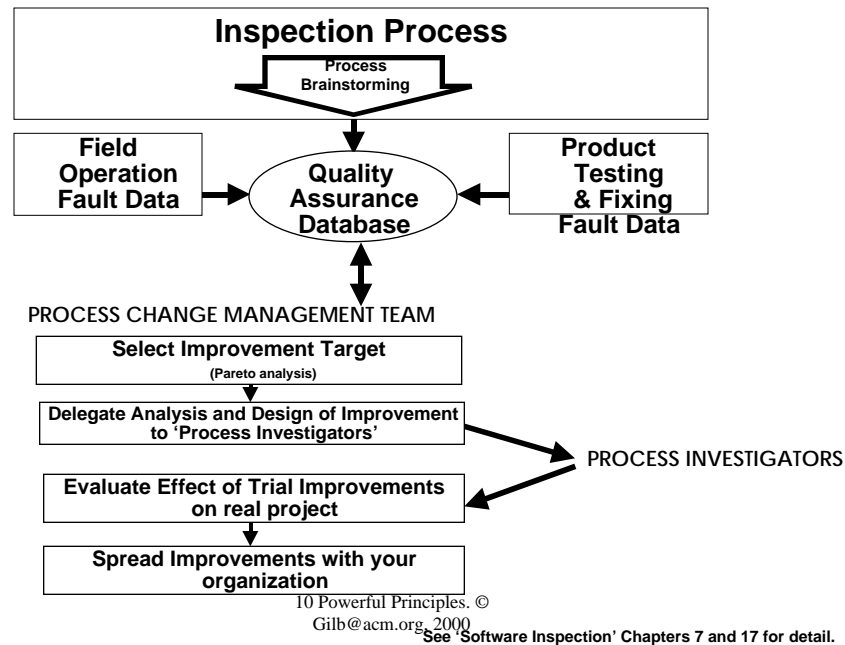 Inspection Process
Process
Brainstorming
Field
Operation
Fault Data
Quality
Assurance
Database
Product
Testing
& Fixing
Fault Data
PROCESS CHANGE MANAGEMENT TEAM
Select Improvement Target
(Pareto analysis)
Delegate Analysis and Design of Improvement
to ‘Process Investigators’
PROCESS INVESTIGATORS
Evaluate Effect of Trial Improvements
on real project
Spread Improvements with your
organization
10 Powerful Principles. ©
Gilb@acm.org, 2000
See ‘Software Inspection’ Chapters 7 and 17 for detail.